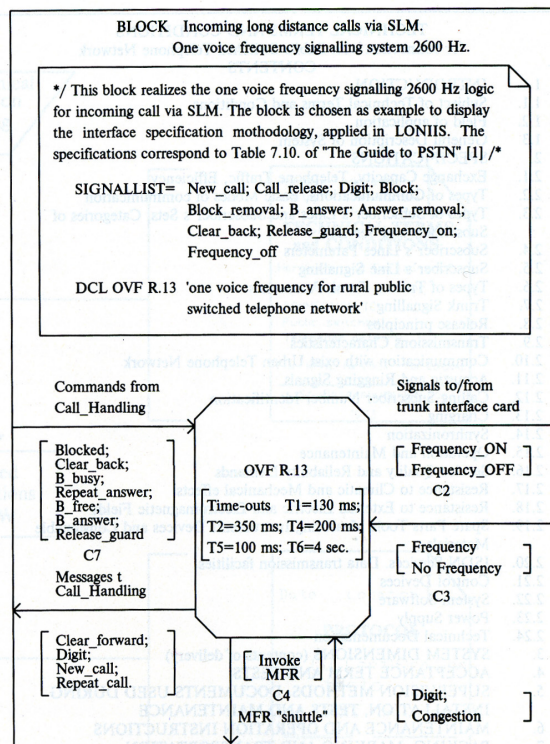 BLOCK Incoming long distance calls via SLM.
One voice frequency signalling system 2600 Hz.
*/ This block realizes the one voice frequency signalling 2600 Hz logic
for incoming call via SLM. The block is chosen as an example to display
the interface specification mothodology, applied in LONIIS. The
specifications correspond to Table 7.10. of "The Guide to PSTN" [1] /*
SIGNALLIST= New_call; Call_release; Digit; Block;
Block_removal; B_answer; Answer_removal;
Clear_back; Release_guard; Frequency_on;
Frequency_off
DCL OVF R.13 'one voice frequency for rural public
switched telephone network'
Commands from
Call_Handling
Blocked;
Clear_back;
B_busy;
Repeat_answer;
B_free;
B_answer;
Release_guard
C7
Messages t
Call_Handling
Clear_forward;
Digit;
New_call;
Repeat_call.
OVF R.13
Time-outs T1=130 ms;
T2=350 ms; T4=200 ms;
T5=100 ms; T6=4 sec.
Invoke
MFR
C4
MFR "shuttle"
Signals to/from
trunk interface card
Frequency_ON
Frequency_OFF
C2
Frequency
No Frequency
C3
Digit;
Congestion